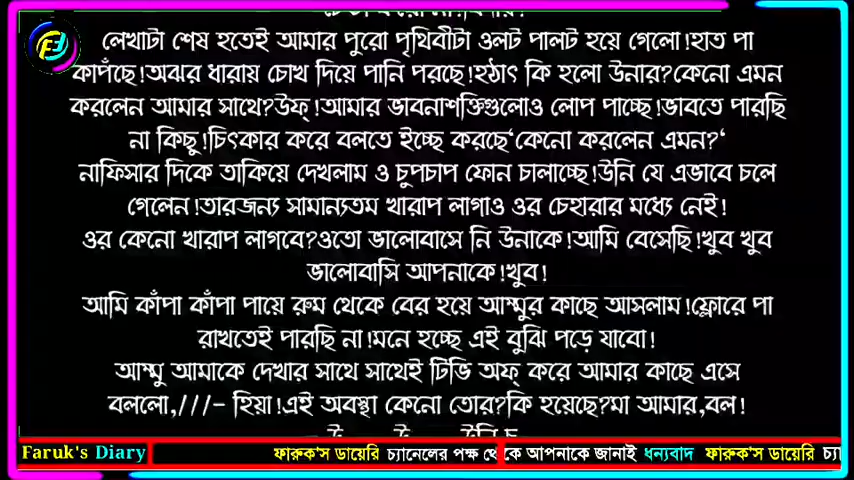 লেখাটা শেষ হতেই আমার পুরো পৃথিবীটা ওলট পালট হয়ে গেলো!হাত পা
কাপঁছে!অঝর ধারায় চোখ দিয়ে পানি পরছে!হঠাৎ কি হলো উনার?কেনো এমন
করলেন আমার সাথে?উফ্!আমার ভাবনাশক্তিগুলোও লোপ পাচ্ছে!ভাবতে পারছি
না কিছু!চিৎকার করে বলতে ইচ্ছে করছে‘কেনো করলেন এমন?‘
নাফিসার দিকে তাকিয়ে দেখলাম ও চুপচাপ ফোন চালাচ্ছে!উনি যে এভাবে চলে
গেলেন!তারজন্য সামান্যতম খারাপ লাগাও ওর চেহারার মধ্যে নেই!
ওর কেনো খারাপ লাগবে?ওতো ভালোবাসে নি উনাকে!আমি বেসেছি!খুব খুব
ভালোবাসি আপনাকে!খুব!
আমি কাঁপা কাঁপা পায়ে রুম থেকে বের হয়ে আম্মুর কাছে আসলাম!ফ্লোরে পা
রাখতেই পারছি না!মনে হচ্ছে এই বুঝি পড়ে যাবো!
আম্মু আমাকে দেখার সাথে সাথেই টিভি অফ্ করে আমার কাছে এসে
বললো,///- হিয়া!এই অবস্থা কেনো তোর?কি হয়েছে?মা আমার,বল!
Faruk's Diary ফারুক'স ডায়েরি চ্যানেলের পক্ষ থেকে আপনাকে জানাই ধন্যবাদ ফারুক'স ডায়েরি